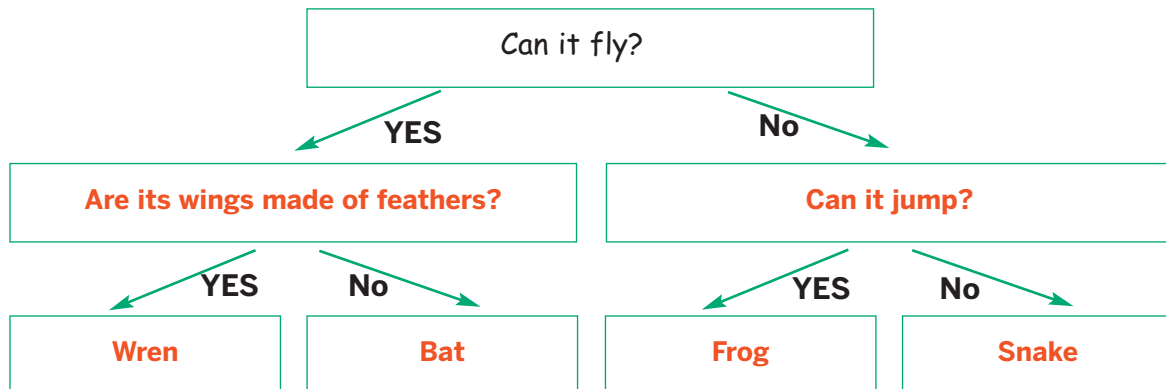 Can it fly?
YES
No
Are its wings made of feathers?
Can it jump?
YES
No
YES
No
Wren
Bat
Frog
Snake